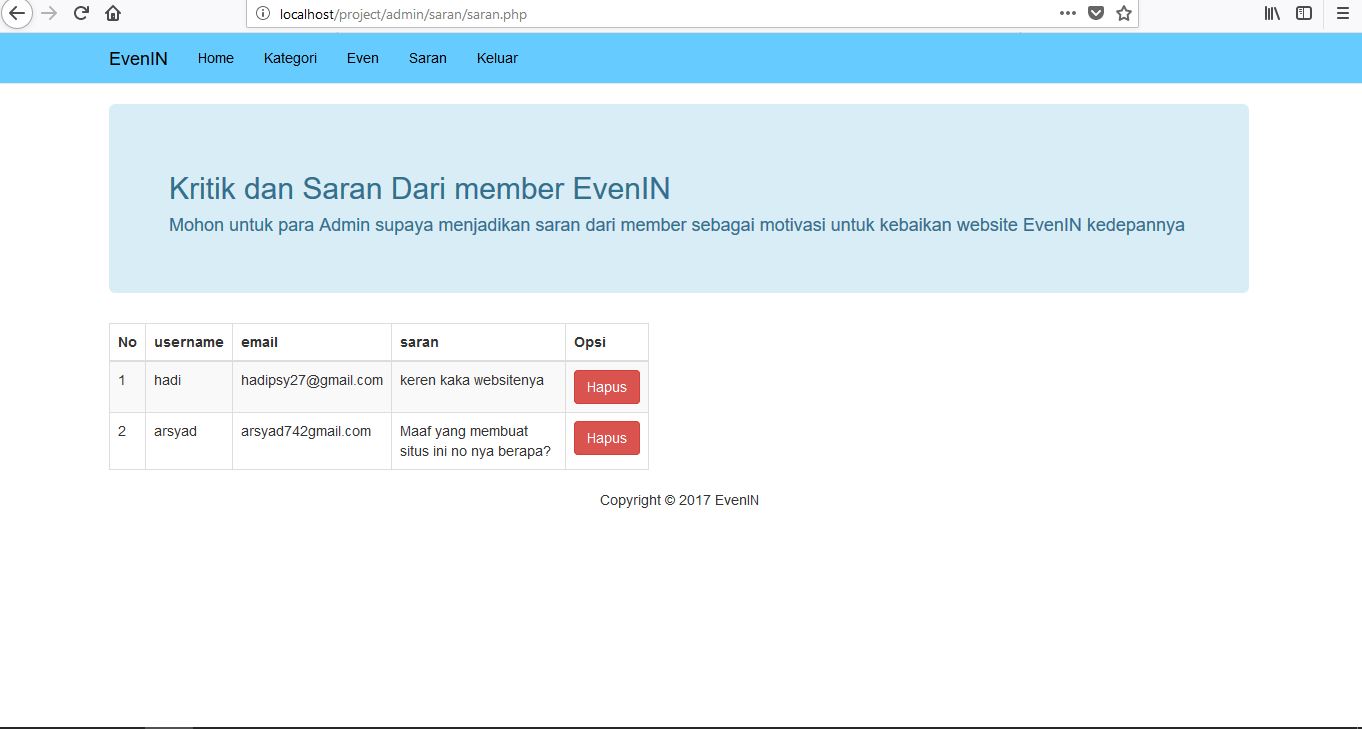 localhost/project/admin/saran/saran.php
EvenIN Home Kategori Even Saran Keluar
Kritik dan Saran Dari member EvenIN
Mohon untuk para Admin supaya menjadikan saran dari member sebagai motivasi untuk kebaikan website EvenIN kedepannya
No username email saran Opsi
1 hadi hadipsy27@gmail.com keren kaka websitenya Hapus
2 arsyad arsyad742gmail.com Maaf yang membuat Hapus
situs ini no nya berapa?
Copyright © 2017 EvenIN